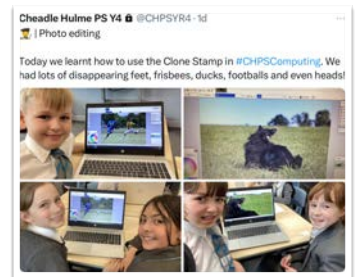 Cheadle Hulme PS Y4 🔒 @CHPSYR4 · 1d ...
🧑‍🎓 | Photo editing
Today we learnt how to use the Clone Stamp in #CHPSComputing. We
had lots of disappearing feet, frisbees, ducks, footballs and even heads!